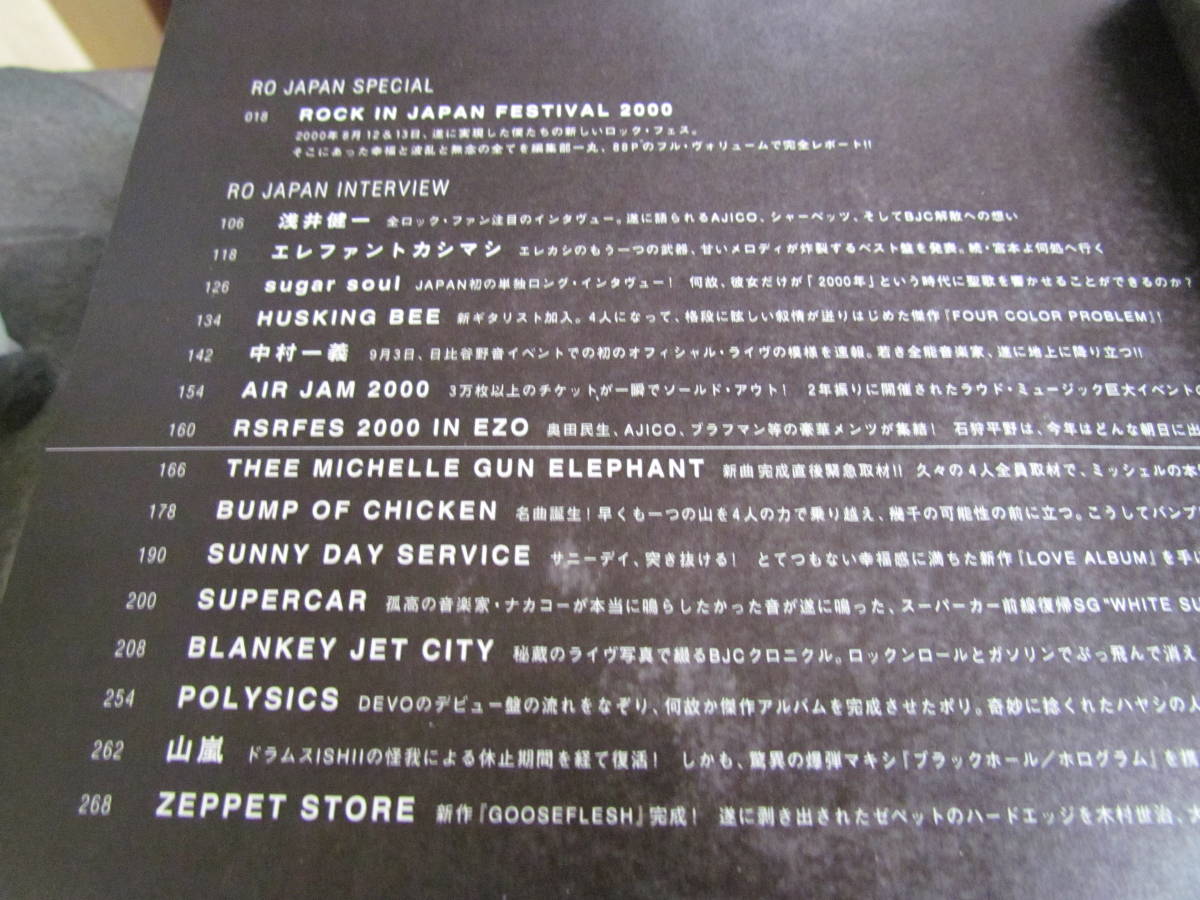 RO JAPAN SPECIAL
018 ROCK IN JAPAN FESTIVAL 2000
2000年8月12&13日、遂に実現した僕たちの新しいロック・フェス。
そこにあった幸福と波乱と無念の全てを編集部一丸、88Pのフル・ヴォリュームで完全レポート!!
RO JAPAN INTERVIEW
106 浅井健一 全ロック・ファン注目のインタヴュー。遂に語られるAJICO、シャーベッツ、そしてBJC解散への想い
118 エレファントカシマシ エレカシのもう一つの武器、甘いメロディが炸裂するベスト盤を発表。続・宮本よ何処へ行く
126 sugar soul JAPAN初の単独ロング・インタヴュー! 何故、彼女だけが「2000年」という時代に聖歌を響かせることができるのか?
134 HUSKING BEE 新ギタリスト加入。4人になって、格段に眩しい叙情が迸りはじめた傑作『FOUR COLOR PROBLEM』!
142 中村一義 9月3日、日比谷野音イベントでの初のオフィシャル・ライヴの模様を速報。若き全能音楽家、遂に地上に降り立つ!!
154 AIR JAM 2000 3万枚以上のチケットが一瞬でソールド・アウト! 2年振りに開催されたラウド・ミュージック巨大イベントの
160 RSRFES 2000 IN EZO 奥田民生、AJICO、ブラフマン等の豪華メンツが集結! 石狩平野は、今年はどんな朝日に出
166 THEE MICHELLE GUN ELEPHANT 新曲完成直後緊急取材!! 久々の4人全員取材で、ミッシェルの本
178 BUMP OF CHICKEN 名曲誕生!早くも一つの山を4人の力で乗り越え、幾千の可能性の前に立つ。こうしてバンプ
190 SUNNY DAY SERVICE サニーデイ、突き抜ける! とてつもない幸福感に満ちた新作『LOVE ALBUM』を手に
200 SUPERCAR 孤高の音楽家・ナカコーが本当に鳴らしたかった音が遂に鳴った、スーパーカー前線復帰SG"WHITE SU
208 BLANKEY JET CITY 秘蔵のライヴ写真で綴るBJCクロニクル。ロックンロールとガソリンでぶっ飛んで消え
254 POLYSICS DEVOのデビュー盤の流れをなぞり、何故か傑作アルバムを完成させたポリ。奇妙に捻くれたハヤシの人
262 山嵐 ドラムスISHIIの怪我による休止期間を経て復活! しかも、驚異の爆弾マキシ『ブラックホール/ホログラム』を
268 ZEPPET STORE 新作『GOOSEFLESH』完成! 遂に剥き出されたゼペットのハードエッジを木村世治、